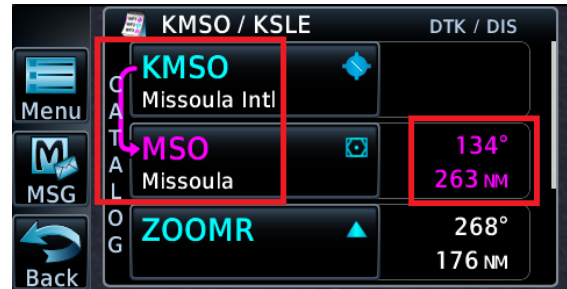 KMSO / KSLE
DTK / DIS
Menu
MSG
Back
CATALOG
KMSO
Missoula Intl
MSO
Missoula
134°
263 NM
ZOOMR
268°
176 NM